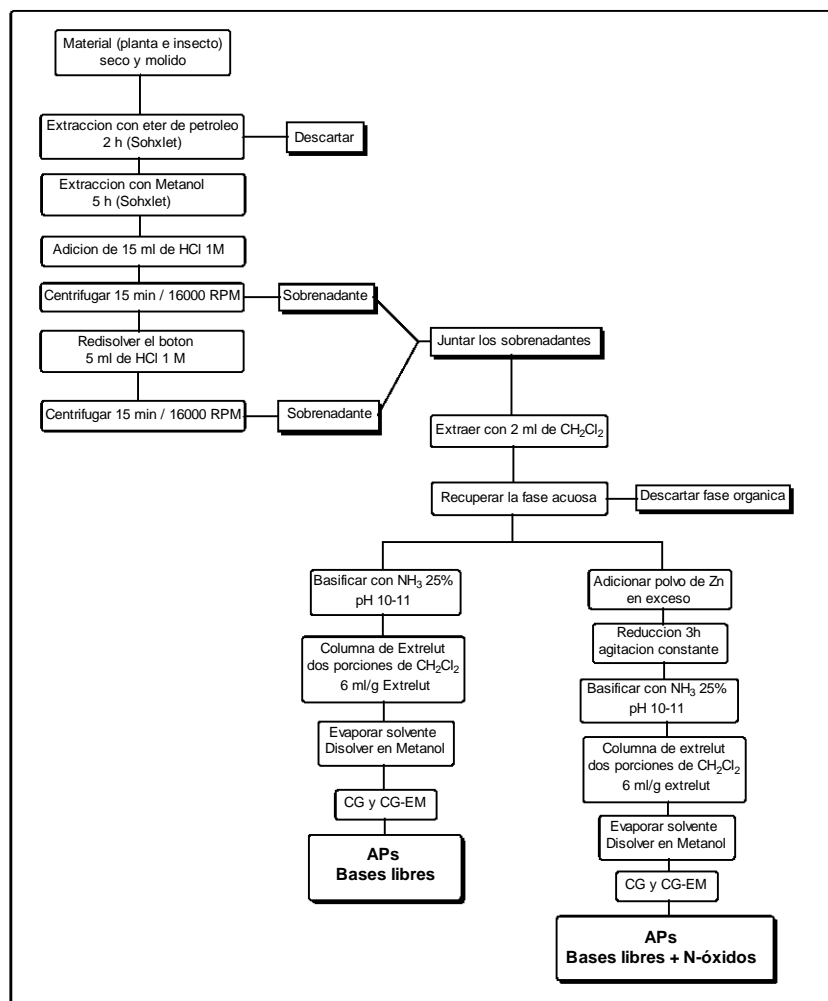 Material (planta e insecto)
seco y molido
Extraccion con eter de petroleo
2 h (Sohxlet)
Descartar
Extraccion con Metanol
5 h (Sohxlet)
Adicion de 15 ml de HCl 1M
Centrifugar 15 min / 16000 RPM
Sobrenadante
Redisolver el boton
5 ml de HCl 1 M
Juntar los sobrenadantes
Centrifugar 15 min / 16000 RPM
Sobrenadante
Extraer con 2 ml de CH₂Cl₂
Recuperar la fase acuosa
Descartar fase organica
Basificar con NH₃ 25%
pH 10-11
Columna de Extrelut
dos porciones de CH₂Cl₂
6 ml/g Extrelut
Evaporar solvente
Disolver en Metanol
CG y CG-EM
APs
Bases libres
Adicionar polvo de Zn
en exceso
Reduccion 3h
agitacion constante
Basificar con NH₃ 25%
pH 10-11
Columna de extrelut
dos porciones de CH₂Cl₂
6 ml/g extrelut
Evaporar solvente
Disolver en Metanol
CG y CG-EM
APs
Bases libres + N-óxidos